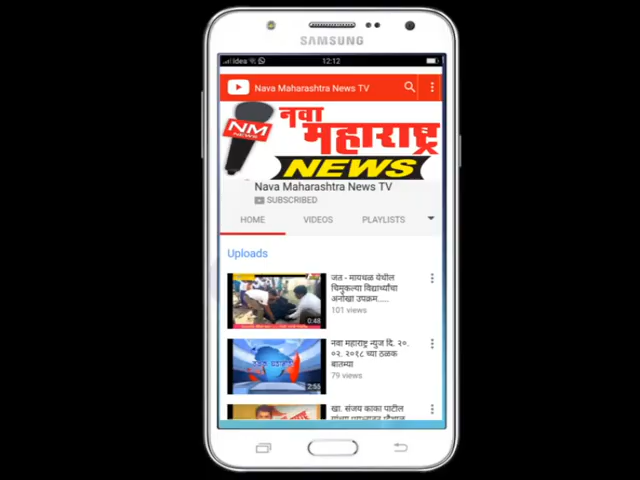 SAMSUNG
Idea
12:12
Nava Maharashtra News TV
NM
NEWS
नवा
महाराष्ट्र
NEWS
Nava Maharashtra News TV
SUBSCRIBED
HOME VIDEOS PLAYLISTS
Uploads
जत - मायथळ येथील
चिमुकल्या विद्यार्थ्यांचा
अनोखा उपक्रम.....
101 views
0:48
नवा महाराष्ट्र न्युज दि. २०.
०२. २०१८ च्या ठळक
बातम्या
79 views
2:55
खा. संजय काका पाटील